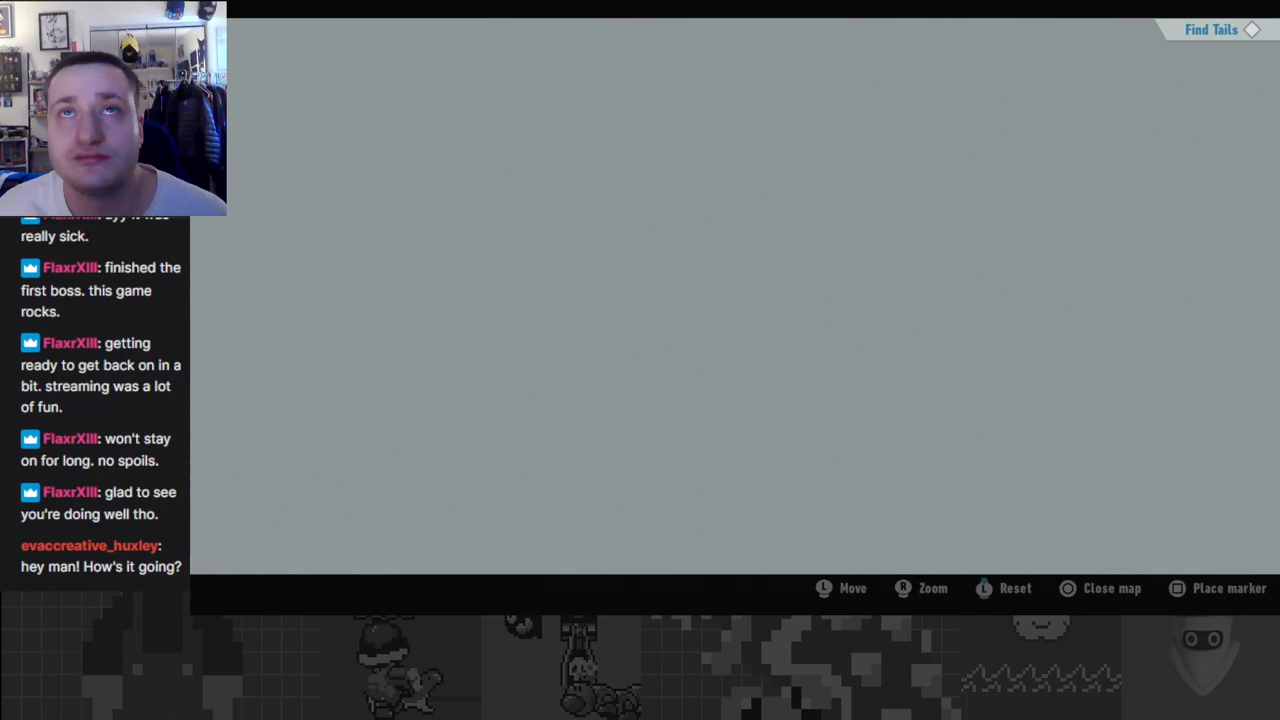 Find Tails
really sick.
FlaxrXIII: finished the
first boss. this game
rocks.
FlaxrXIII: getting
ready to get back on in a
bit. streaming was a lot
of fun.
FlaxrXIII: won't stay
on for long. no spoils.
FlaxrXIII: glad to see
you're doing well tho.
evaccreative_huxley:
hey man! How's it going?
L Move R Zoom L Reset Close map Place marker